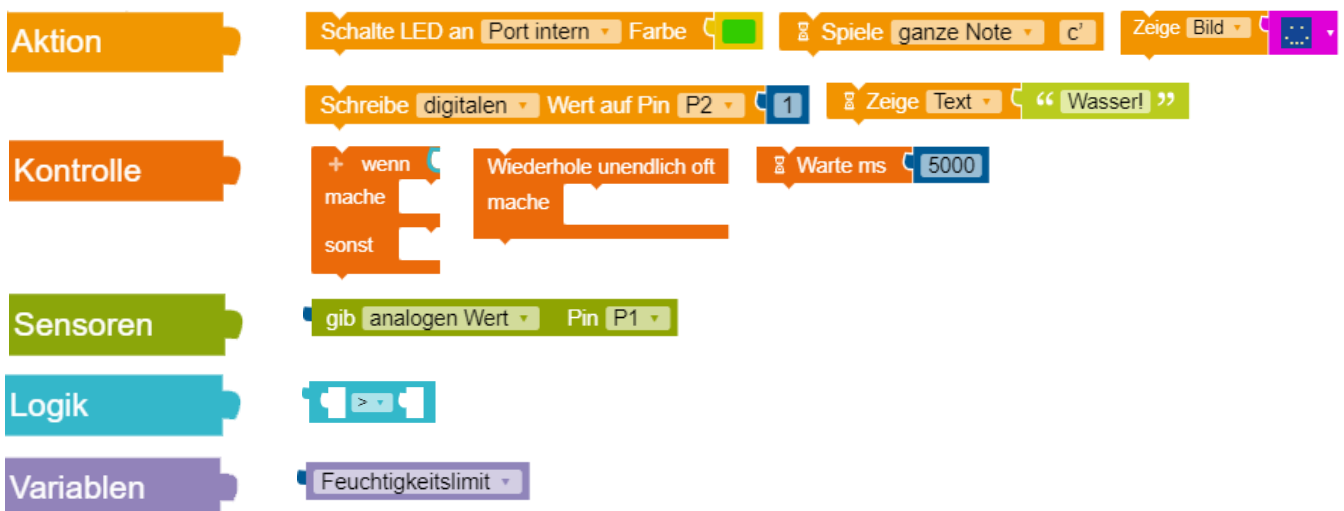 Aktion
Schalte LED an Port intern Farbe
Spiele ganze Note c'
Zeige Bild
Schreibe digitalen Wert auf Pin P2 1
Zeige Text “ Wasser! ”
Kontrolle
+ wenn
mache
sonst
Wiederhole unendlich oft
mache
Warte ms 5000
Sensoren
gib analogen Wert Pin P1
Logik
>
Variablen
Feuchtigkeitslimit